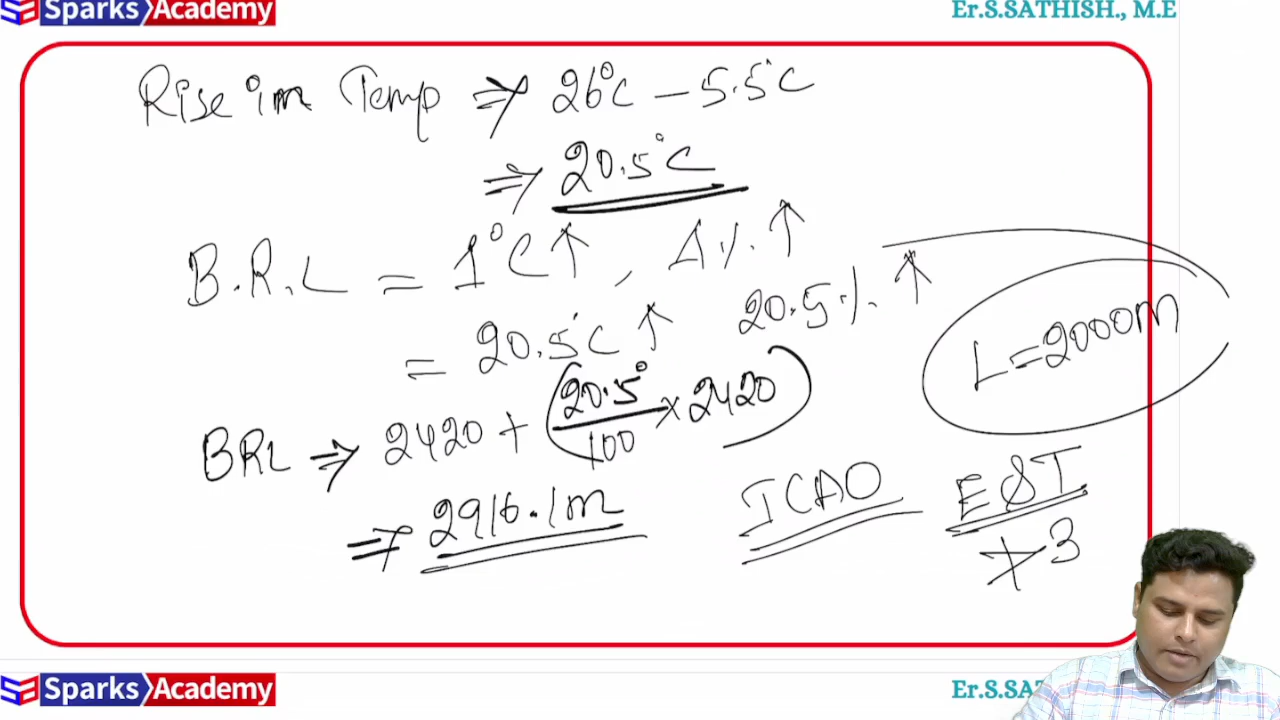 Sparks Academy
Er.S.SATHISH., M.E
Rise in Temp ⇒ 26°C – 5.5°C
⇒ 20.5°C
B.R.L = 1°C↑, 1%.↑
= 20.5°C↑ 20.5%.↑
L=2000m
BRL ⇒ 2420 + (20.5°/100 × 2420)
⇒ 2916.1m
ICAO
EST
3
Sparks Academy
Er.S.SA